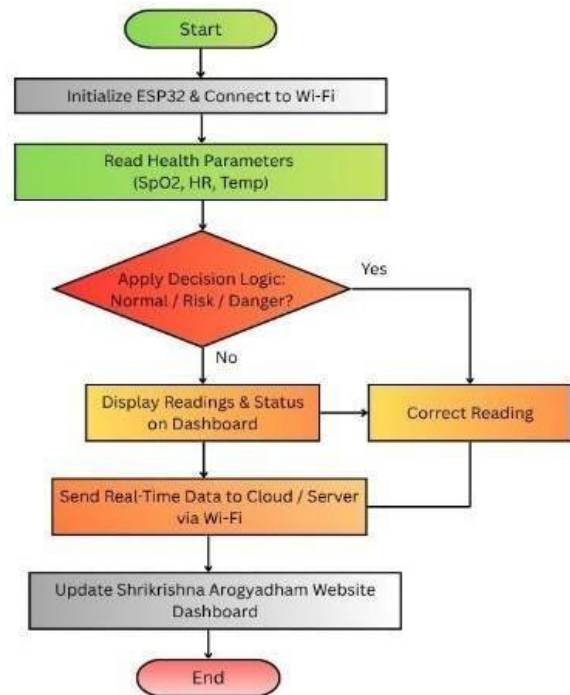 Start
Initialize ESP32 & Connect to Wi-Fi
Read Health Parameters
(SpO2, HR, Temp)
Apply Decision Logic:
Normal / Risk / Danger?
Yes
No
Display Readings & Status
on Dashboard
Correct Reading
Send Real-Time Data to Cloud / Server
via Wi-Fi
Update Shrikrishna Arogyadham Website
Dashboard
End